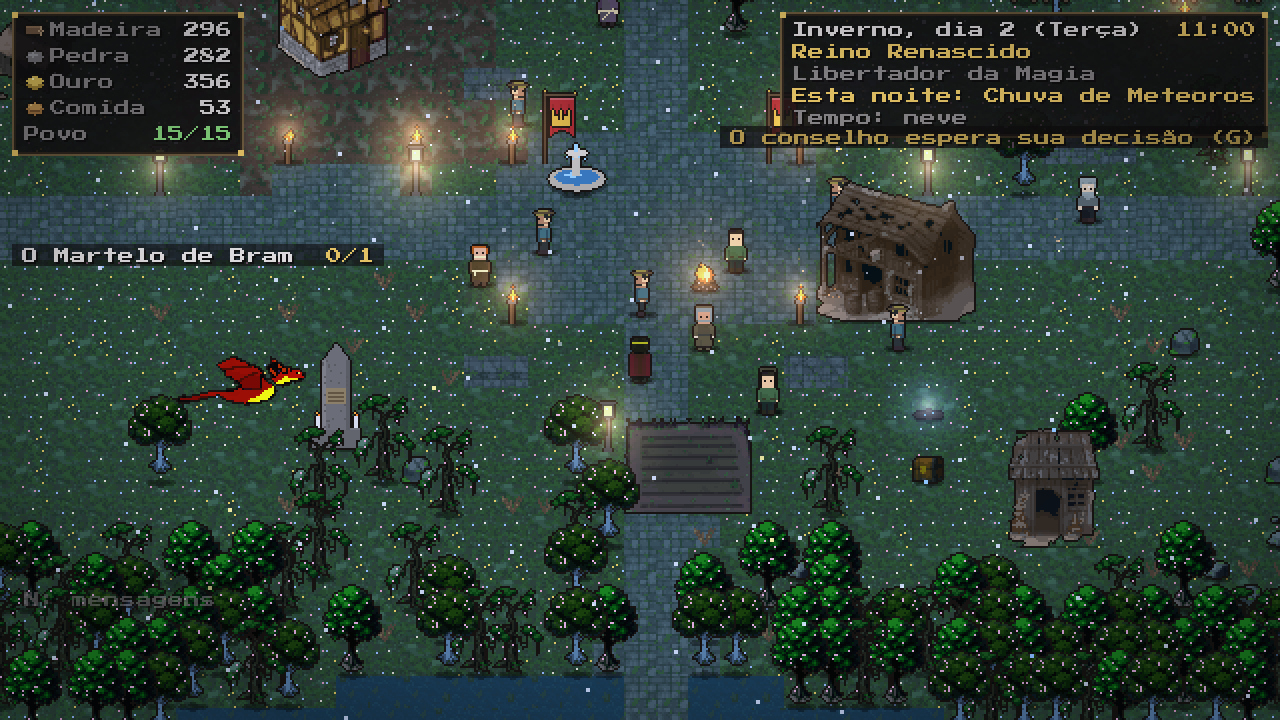 Madeira 296
Pedra 282
Ouro 356
Comida 53
Povo 15/15
Inverno, dia 2 (Terça) 11:00
Reino Renascido
Libertador da Magia
Esta noite: Chuva de Meteoros
Tempo: neve
O conselho espera sua decisão (G)
O Martelo de Bram 0/1
N: mensagens